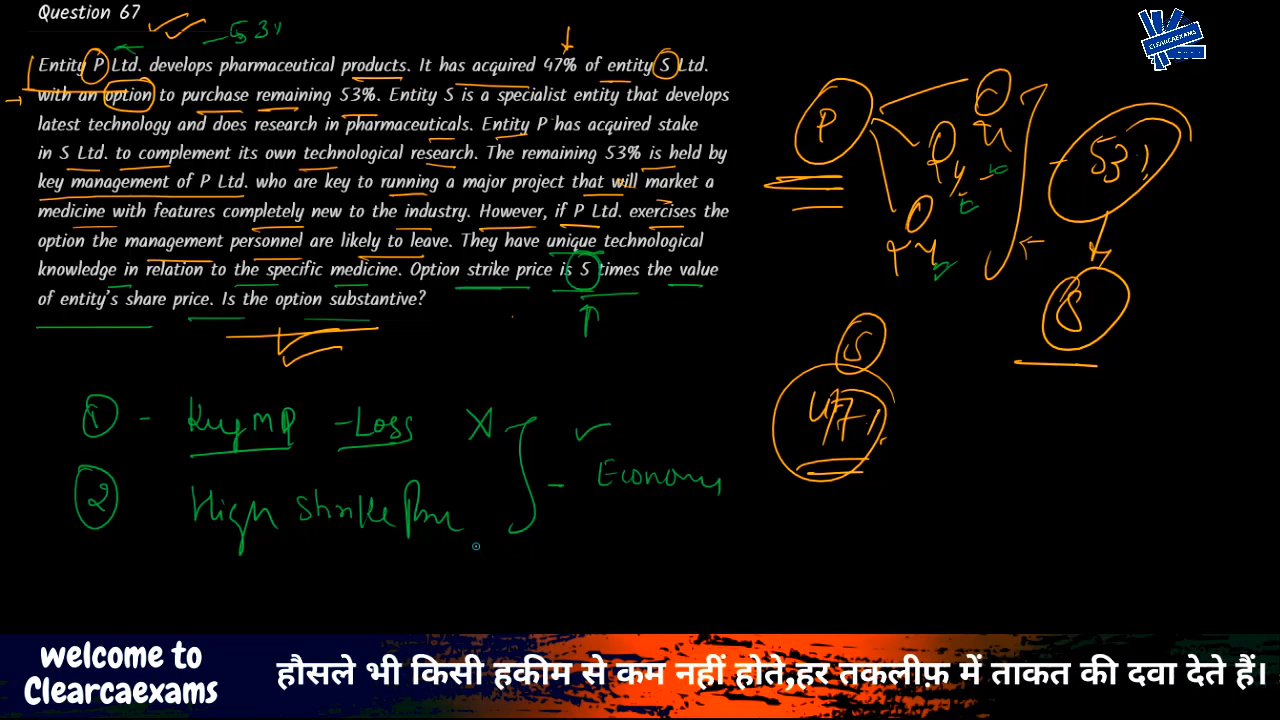 Question 67
53%
Entity P Ltd. develops pharmaceutical products. It has acquired 47% of entity S Ltd.
with an option to purchase remaining 53%. Entity S is a specialist entity that develops
latest technology and does research in pharmaceuticals. Entity P has acquired stake
in S Ltd. to complement its own technological research. The remaining 53% is held by
key management of P Ltd. who are key to running a major project that will market a
medicine with features completely new to the industry. However, if P Ltd. exercises the
option the management personnel are likely to leave. They have unique technological
knowledge in relation to the specific medicine. Option strike price is 5 times the value
of entity's share price. Is the option substantive?
CLEARCAEXAMS
P
53%
S
S
47%
① - Key MP - Loss X
② High Strike
- Economy
welcome to
Clearcaexams
हौसले भी किसी हकीम से कम नहीं होते,हर तकलीफ़ में ताकत की दवा देते हैं।